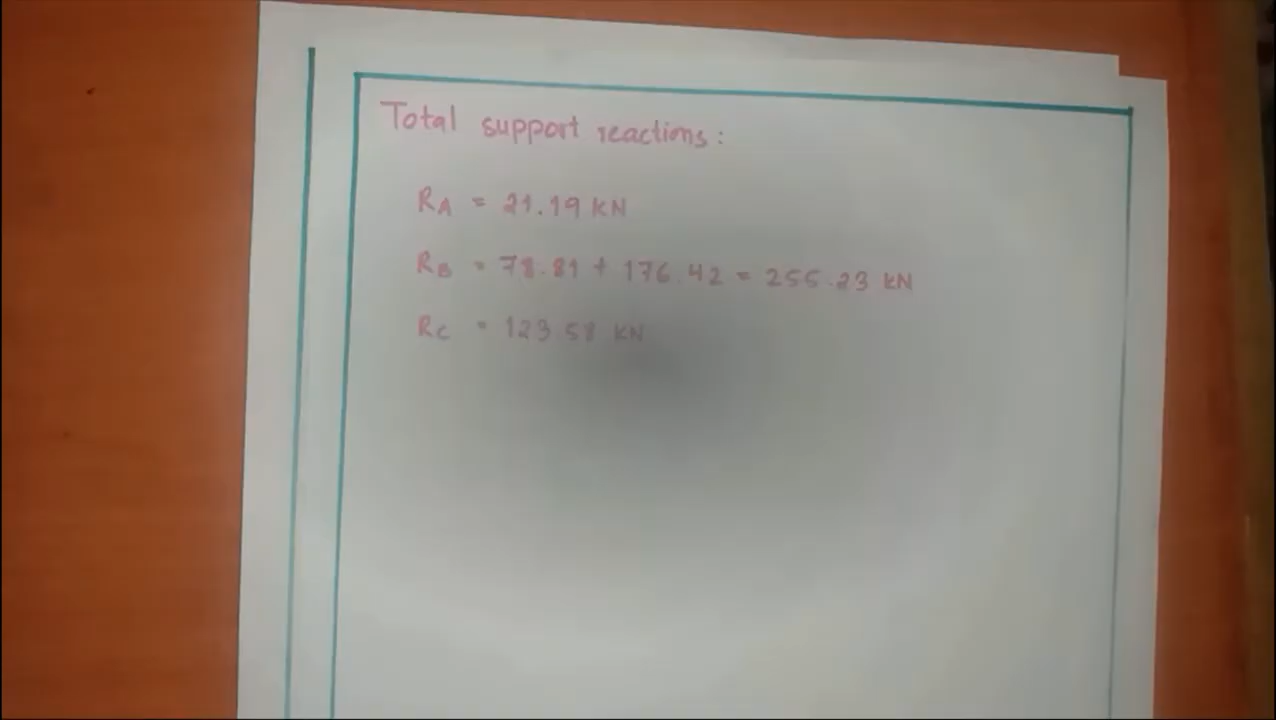 Total support reactions:
RA = 21.19 KN
RB = 78.81 + 176.42 = 255.23 KN
RC = 123.58 KN